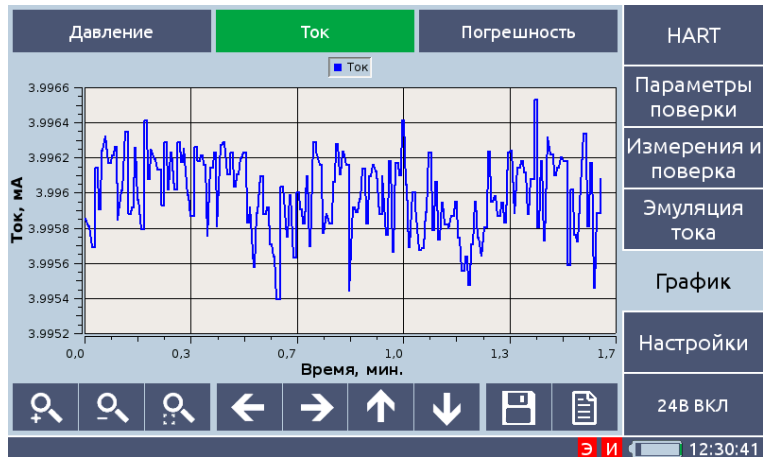 Давление
Ток
Погрешность
HART
Ток
Параметры
поверки
Измерения и
поверка
Эмуляция
тока
График
Настройки
24В ВКЛ
Ток, мА
3.9966
3.9964
3.9962
3.996
3.9958
3.9956
3.9954
3.9952
0,0
0,3
0,7
1,0
1,3
1,7
Время, мин.
Э И 12:30:41